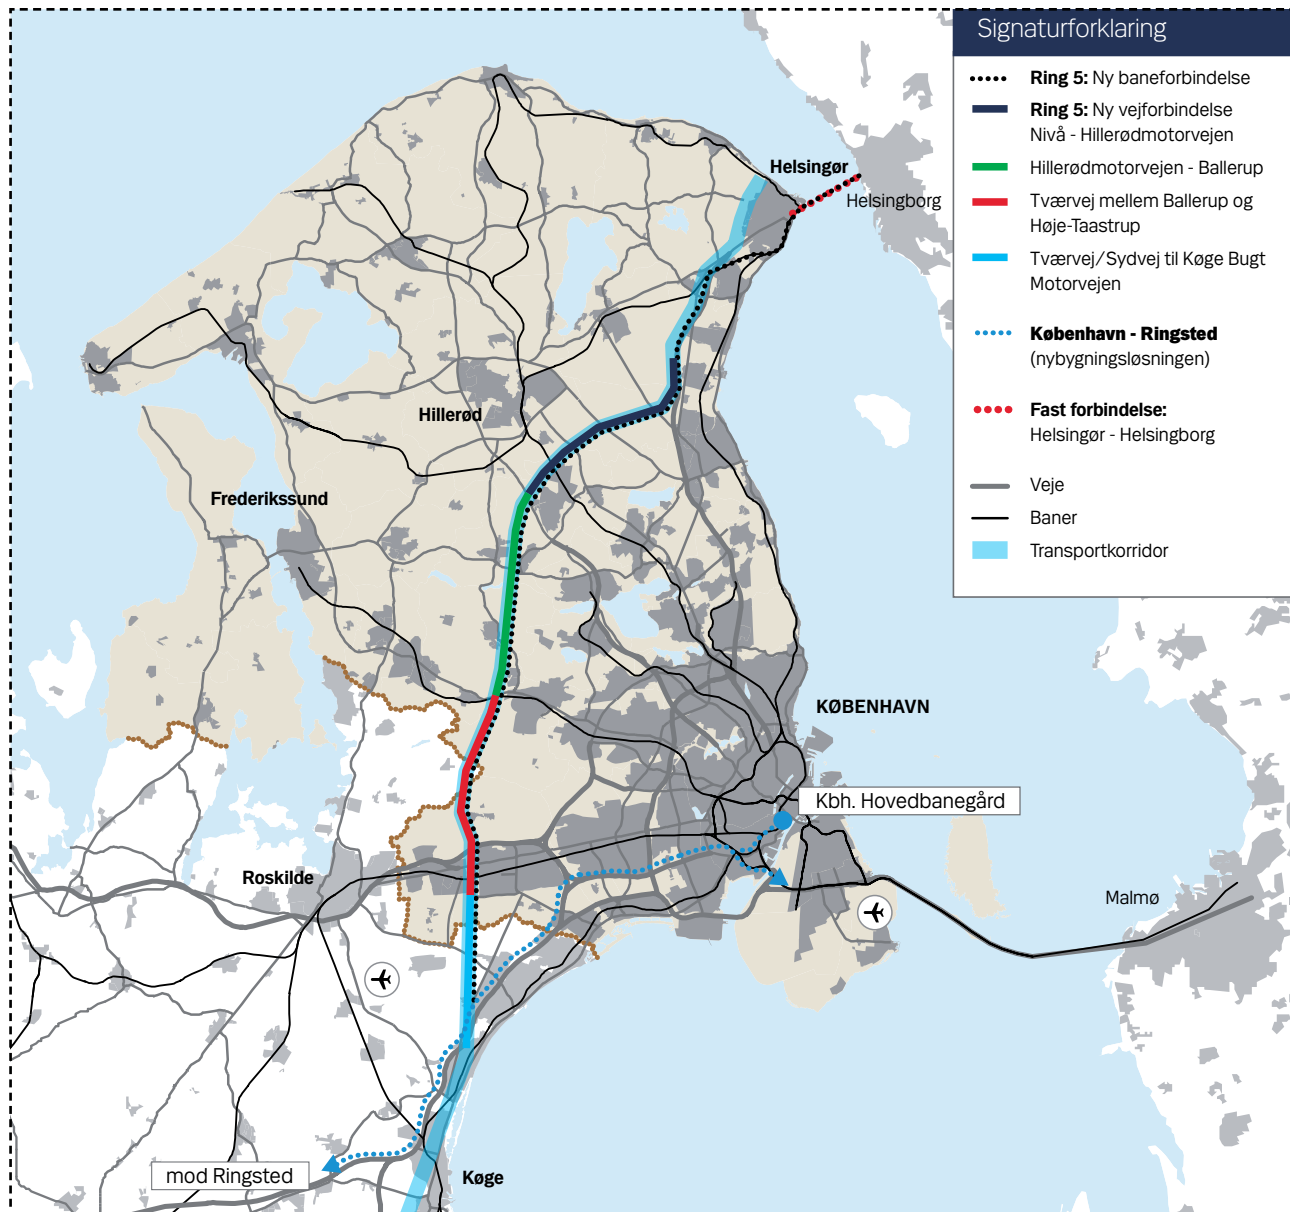 Signaturforklaring
Ring 5: Ny baneforbindelse
Ring 5: Ny vejforbindelse
Nivå - Hillerødmotorvejen
Hillerødmotorvejen - Ballerup
Tværvej mellem Ballerup og
Høje-Taastrup
Tværvej/Sydvej til Køge Bugt
Motorvejen
København - Ringsted
(nybygningsløsningen)
Fast forbindelse:
Helsingør - Helsingborg
Veje
Baner
Transportkorridor
Helsingør
Helsingborg
Hillerød
Frederikssund
KØBENHAVN
Kbh. Hovedbanegård
Roskilde
Malmø
mod Ringsted
Køge